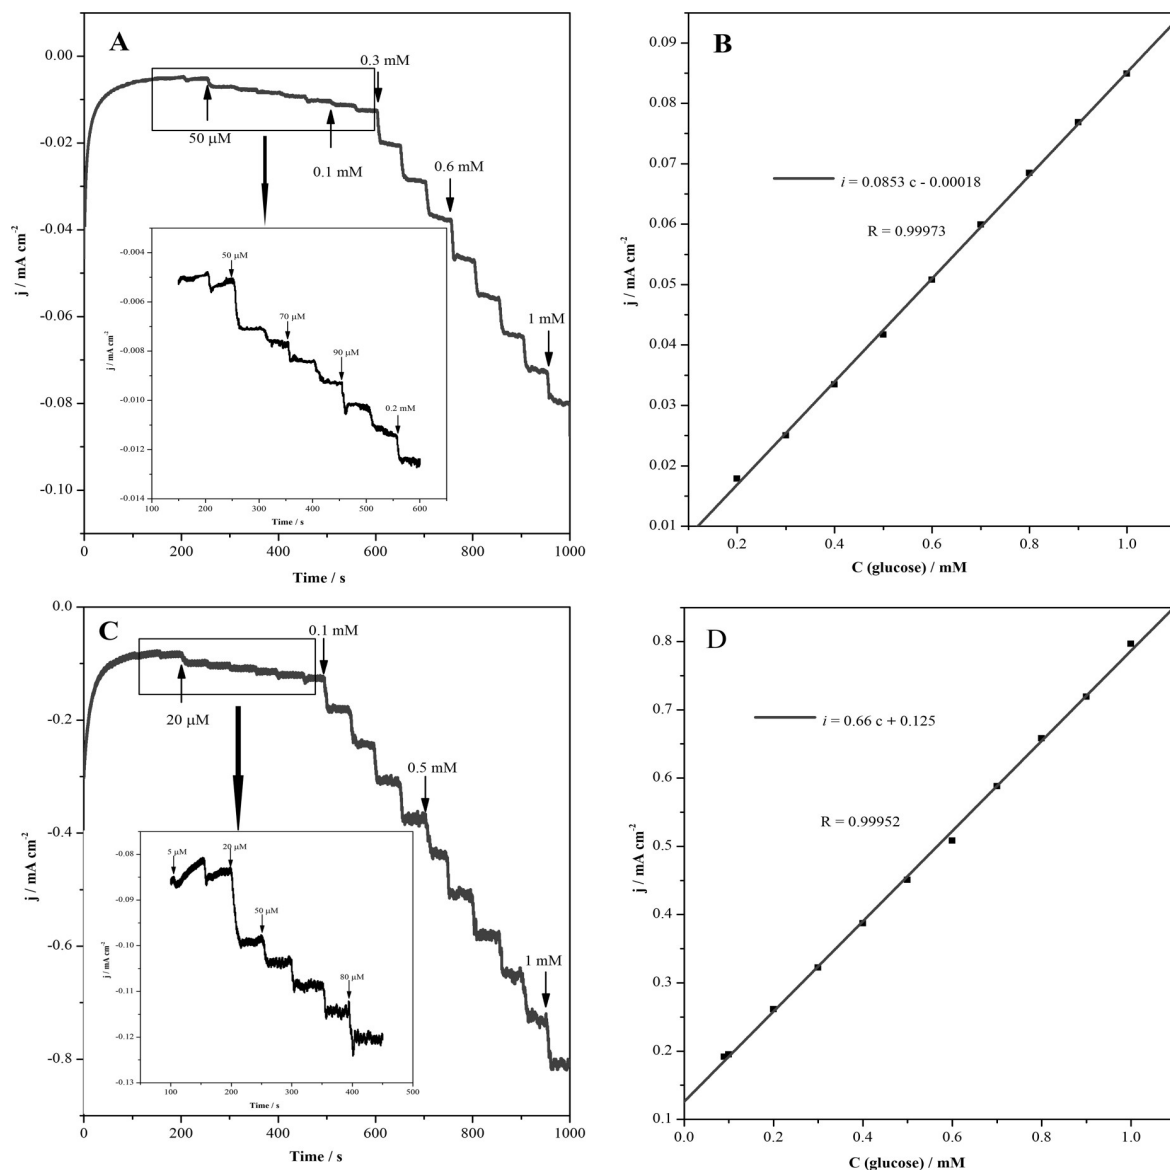 A
0.00
-0.02
-0.04
-0.06
-0.08
-0.10
j / mA cm-2
50 µM
0.1 mM
0.3 mM
0.6 mM
1 mM
-0.004
-0.006
-0.008
-0.010
-0.012
-0.014
j / mA cm-2
50 µM
70 µM
90 µM
0.2 mM
100 200 300 400 500 600
Time / s
0 200 400 600 800 1000
Time / s
B
0.09
0.08
0.07
0.06
0.05
0.04
0.03
0.02
0.01
j / mA cm-2
i = 0.0853 c - 0.00018
R = 0.99973
0.2 0.4 0.6 0.8 1.0
C (glucose) / mM
C
0.0
-0.2
-0.4
-0.6
-0.8
j / mA cm-2
20 µM
0.1 mM
0.5 mM
1 mM
-0.08
-0.09
-0.10
-0.11
-0.12
-0.13
j / mA cm-2
5 µM
20 µM
50 µM
80 µM
100 200 300 400 500
Time / s
0 200 400 600 800 1000
Time / s
D
0.8
0.7
0.6
0.5
0.4
0.3
0.2
0.1
j / mA cm-2
i = 0.66 c + 0.125
R = 0.99952
0.0 0.2 0.4 0.6 0.8 1.0
C (glucose) / mM